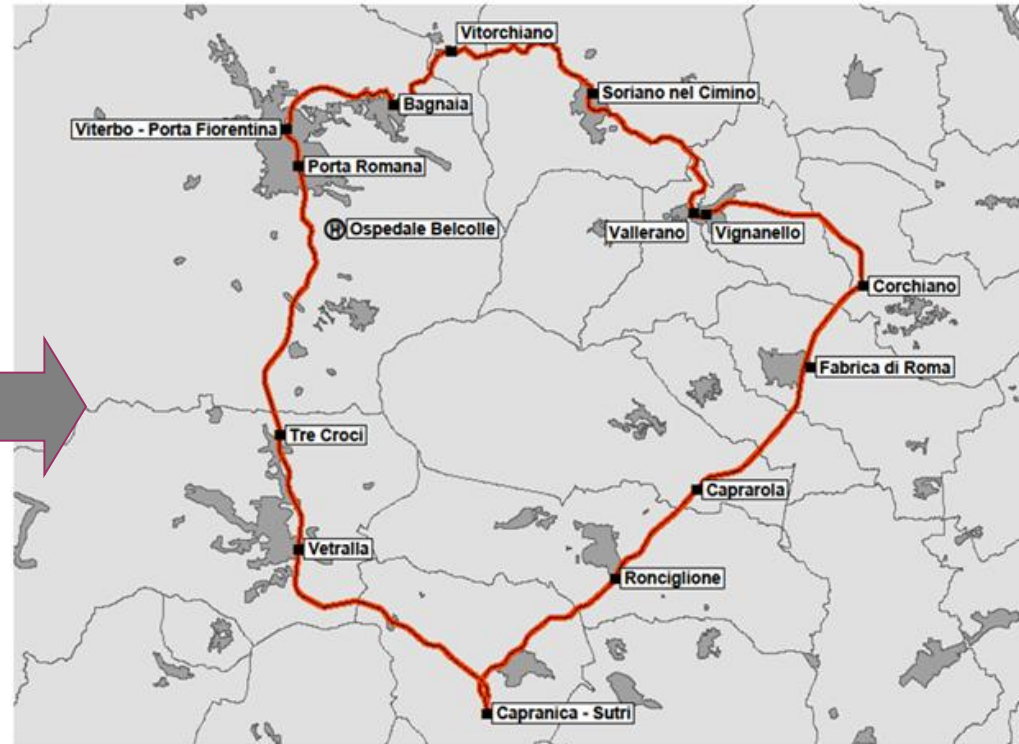 Vitorchiano
Soriano nel Cimino
Bagnaia
Viterbo - Porta Fiorentina
Porta Romana
H Ospedale Belcolle
Vallerano
Vignanello
Corchiano
Fabrica di Roma
Tre Croci
Caprarola
Vetralla
Ronciglione
Capranica - Sutri